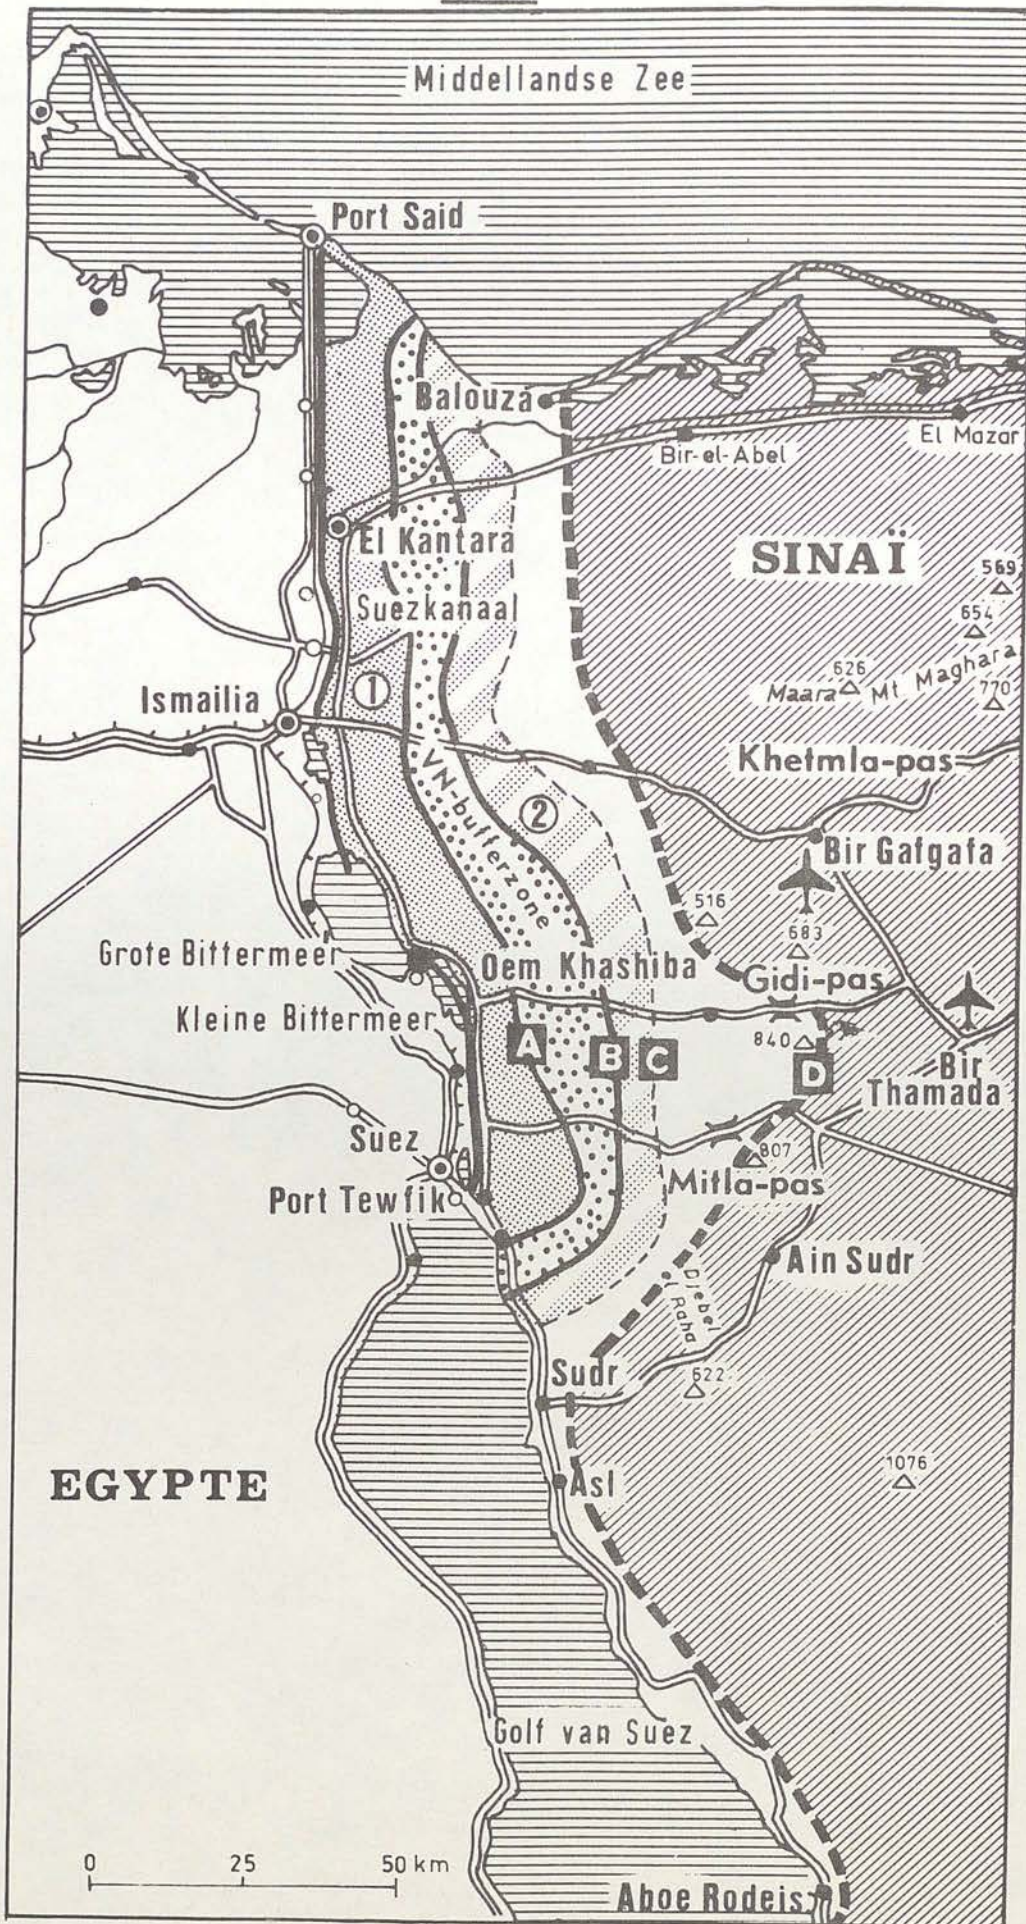 Middellandse Zee
Port Said
Balouza
El Mazar
Bir-el-Abel
El Kantara
SINAÏ
569
Suezkanaal
654
626
Maara
Mt. Maghara
770
1
Ismailia
Khetmla-pas
VN-bufferzone
2
Bir Gafgafa
516
683
Grote Bittermeer
Oem Khashiba
Gidi-pas
Kleine Bittermeer
A
B
C
840
D
Bir
Thamada
Suez
807
Mitla-pas
Port Tewfik
Ain Sudr
Djebel
Raha
Sudr
622
EGYPTE
1076
Asl
Golf van Suez
0 25 50 km
Aboe Rodeis